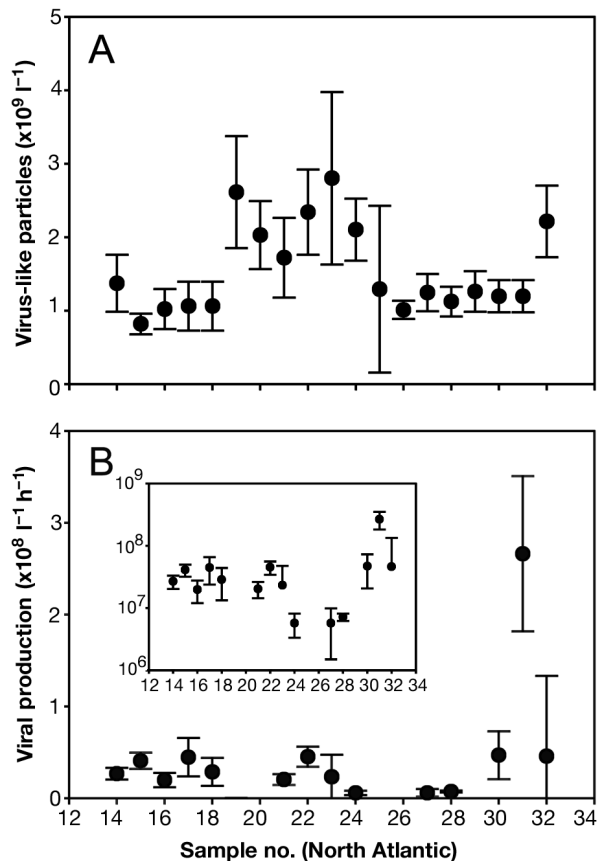 A
Virus-like particles (x10⁹ l⁻¹)
5
4
3
2
1
0
B
Viral production (x10⁸ l⁻¹ h⁻¹)
4
3
2
1
0
10⁹
10⁸
10⁷
10⁶
12 14 16 18 20 22 24 26 28 30 32 34
12 14 16 18 20 22 24 26 28 30 32 34
Sample no. (North Atlantic)